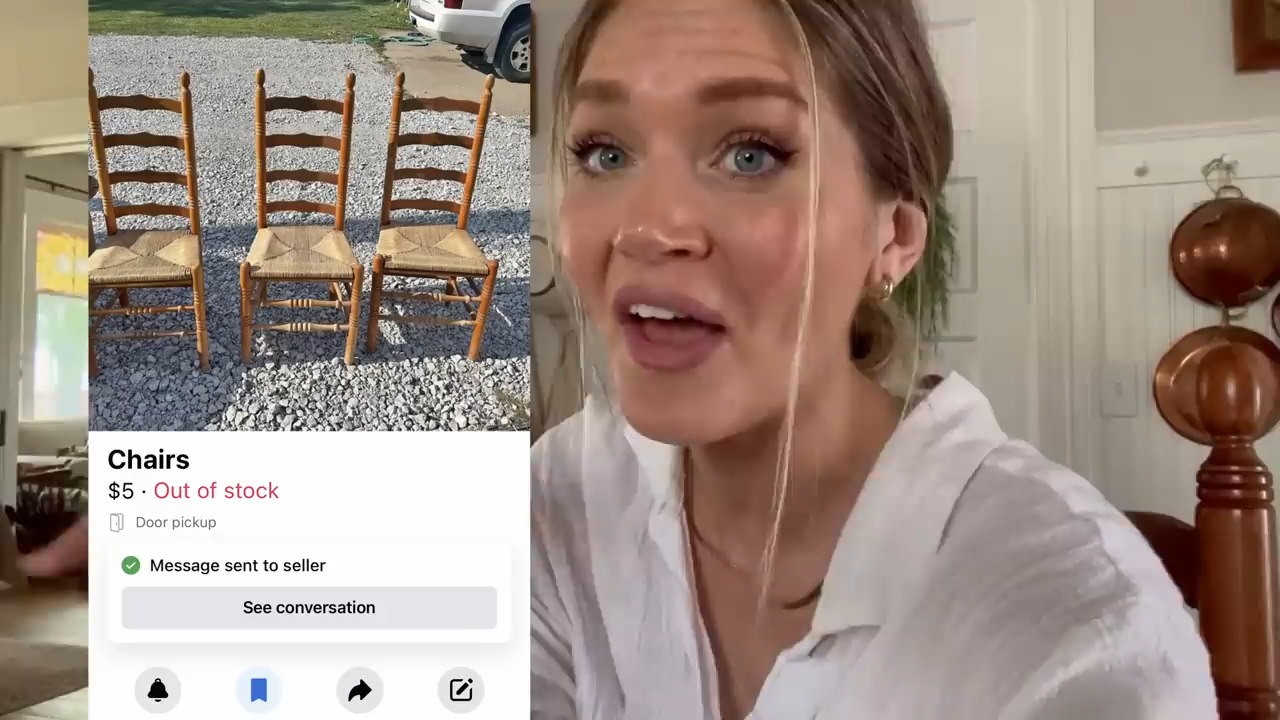 Chairs
$5 · Out of stock
Door pickup
Message sent to seller
See conversation